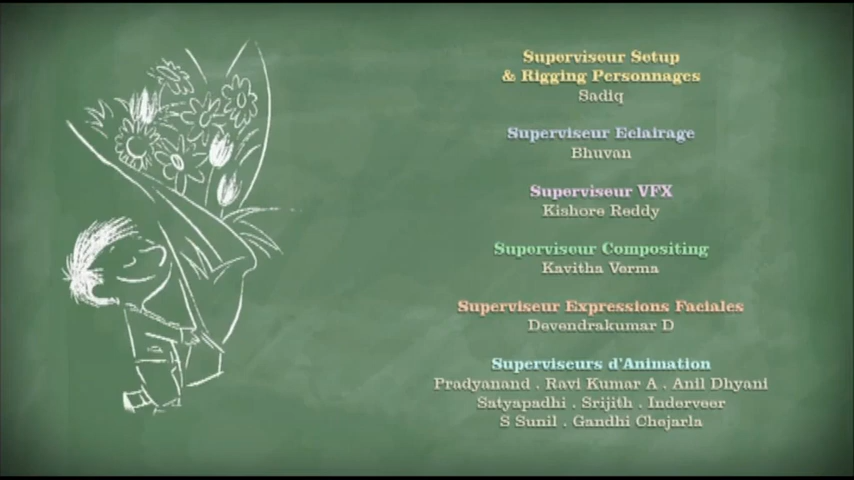 Superviseur Setup
& Rigging Personnages
Sadiq
Superviseur Eclairage
Bhuvan
Superviseur VFX
Kishore Reddy
Superviseur Compositing
Kavitha Verma
Superviseur Expressions Faciales
Devendrakumar D
Superviseurs d'Animation
Pradyanand . Ravi Kumar A . Anil Dhyani
Satyapadhi . Srijith . Inderveer
S Sunil . Gandhi Chejarla